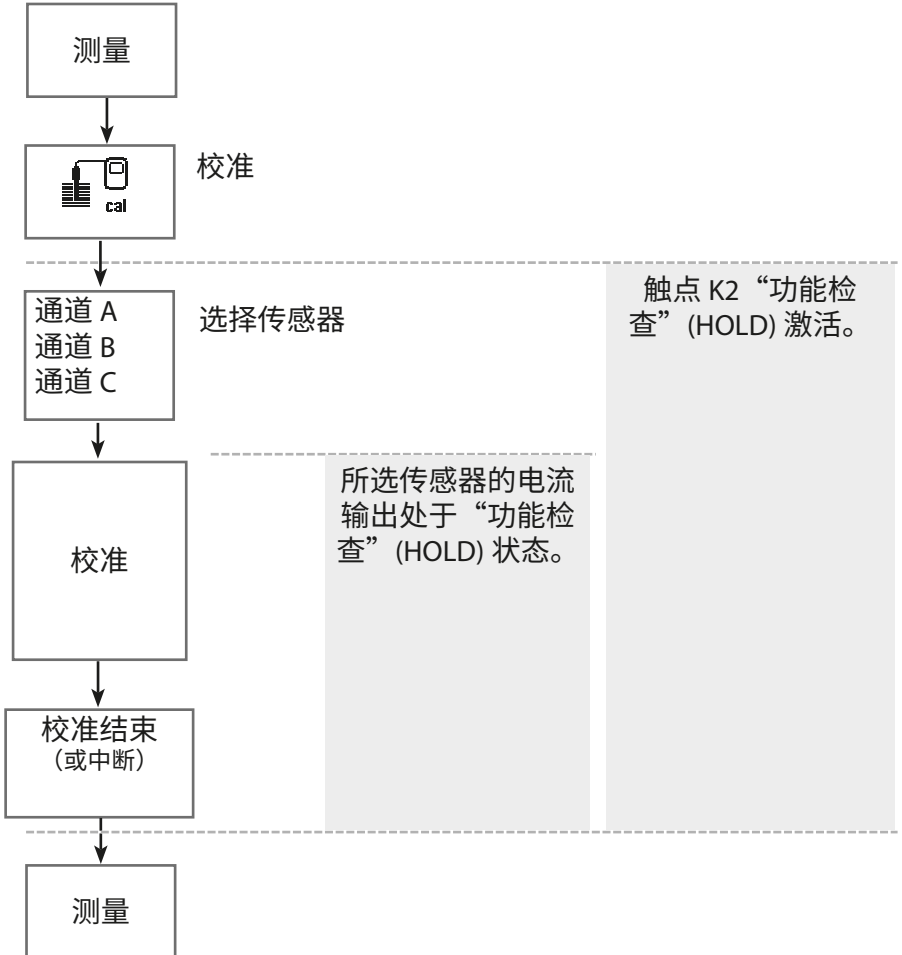 测量
cal
校准
通道 A
通道 B
通道 C
选择传感器
触点 K2“功能检
查”(HOLD) 激活。
校准
所选传感器的电流
输出处于“功能检
查”(HOLD) 状态。
校准结束
（或中断）
测量